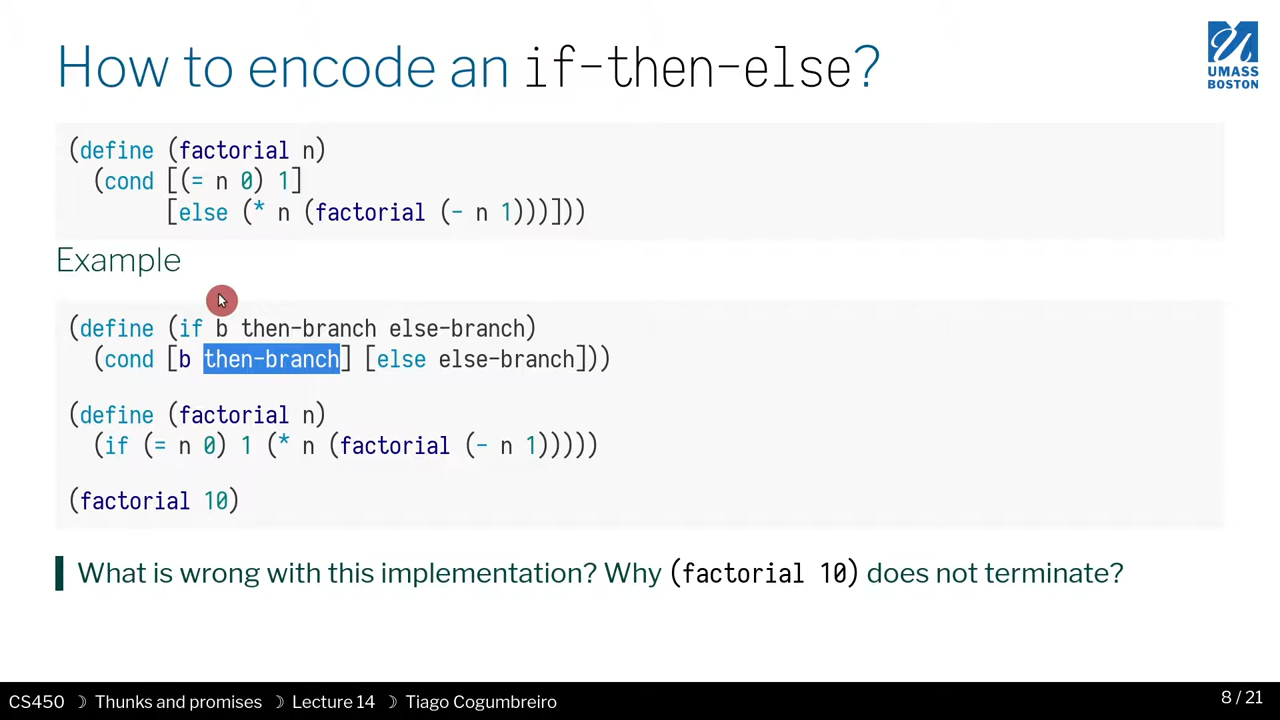 How to encode an if-then-else?
UMASS
BOSTON
(define (factorial n)
  (cond [(= n 0) 1]
        [else (* n (factorial (- n 1)))]))
Example
(define (if b then-branch else-branch)
  (cond [b then-branch] [else else-branch]))
(define (factorial n)
  (if (= n 0) 1 (* n (factorial (- n 1)))))
(factorial 10)
What is wrong with this implementation? Why (factorial 10) does not terminate?
CS450 ☽ Thunks and promises ☽ Lecture 14 ☽ Tiago Cogumbreiro
8 / 21